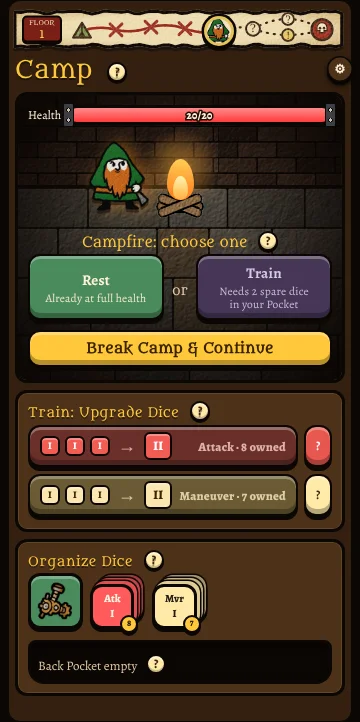 FLOOR
1
?
?
!
Camp ?
Health
20/20
Campfire: choose one ?
Rest
Already at full health
or
Train
Needs 2 spare dice
in your Pocket
Break Camp & Continue
Train: Upgrade Dice ?
I I I → II Attack · 8 owned ?
I I I → II Maneuver · 7 owned ?
Organize Dice ?
Atk
I
8
Mvr
I
7
Back Pocket empty ?